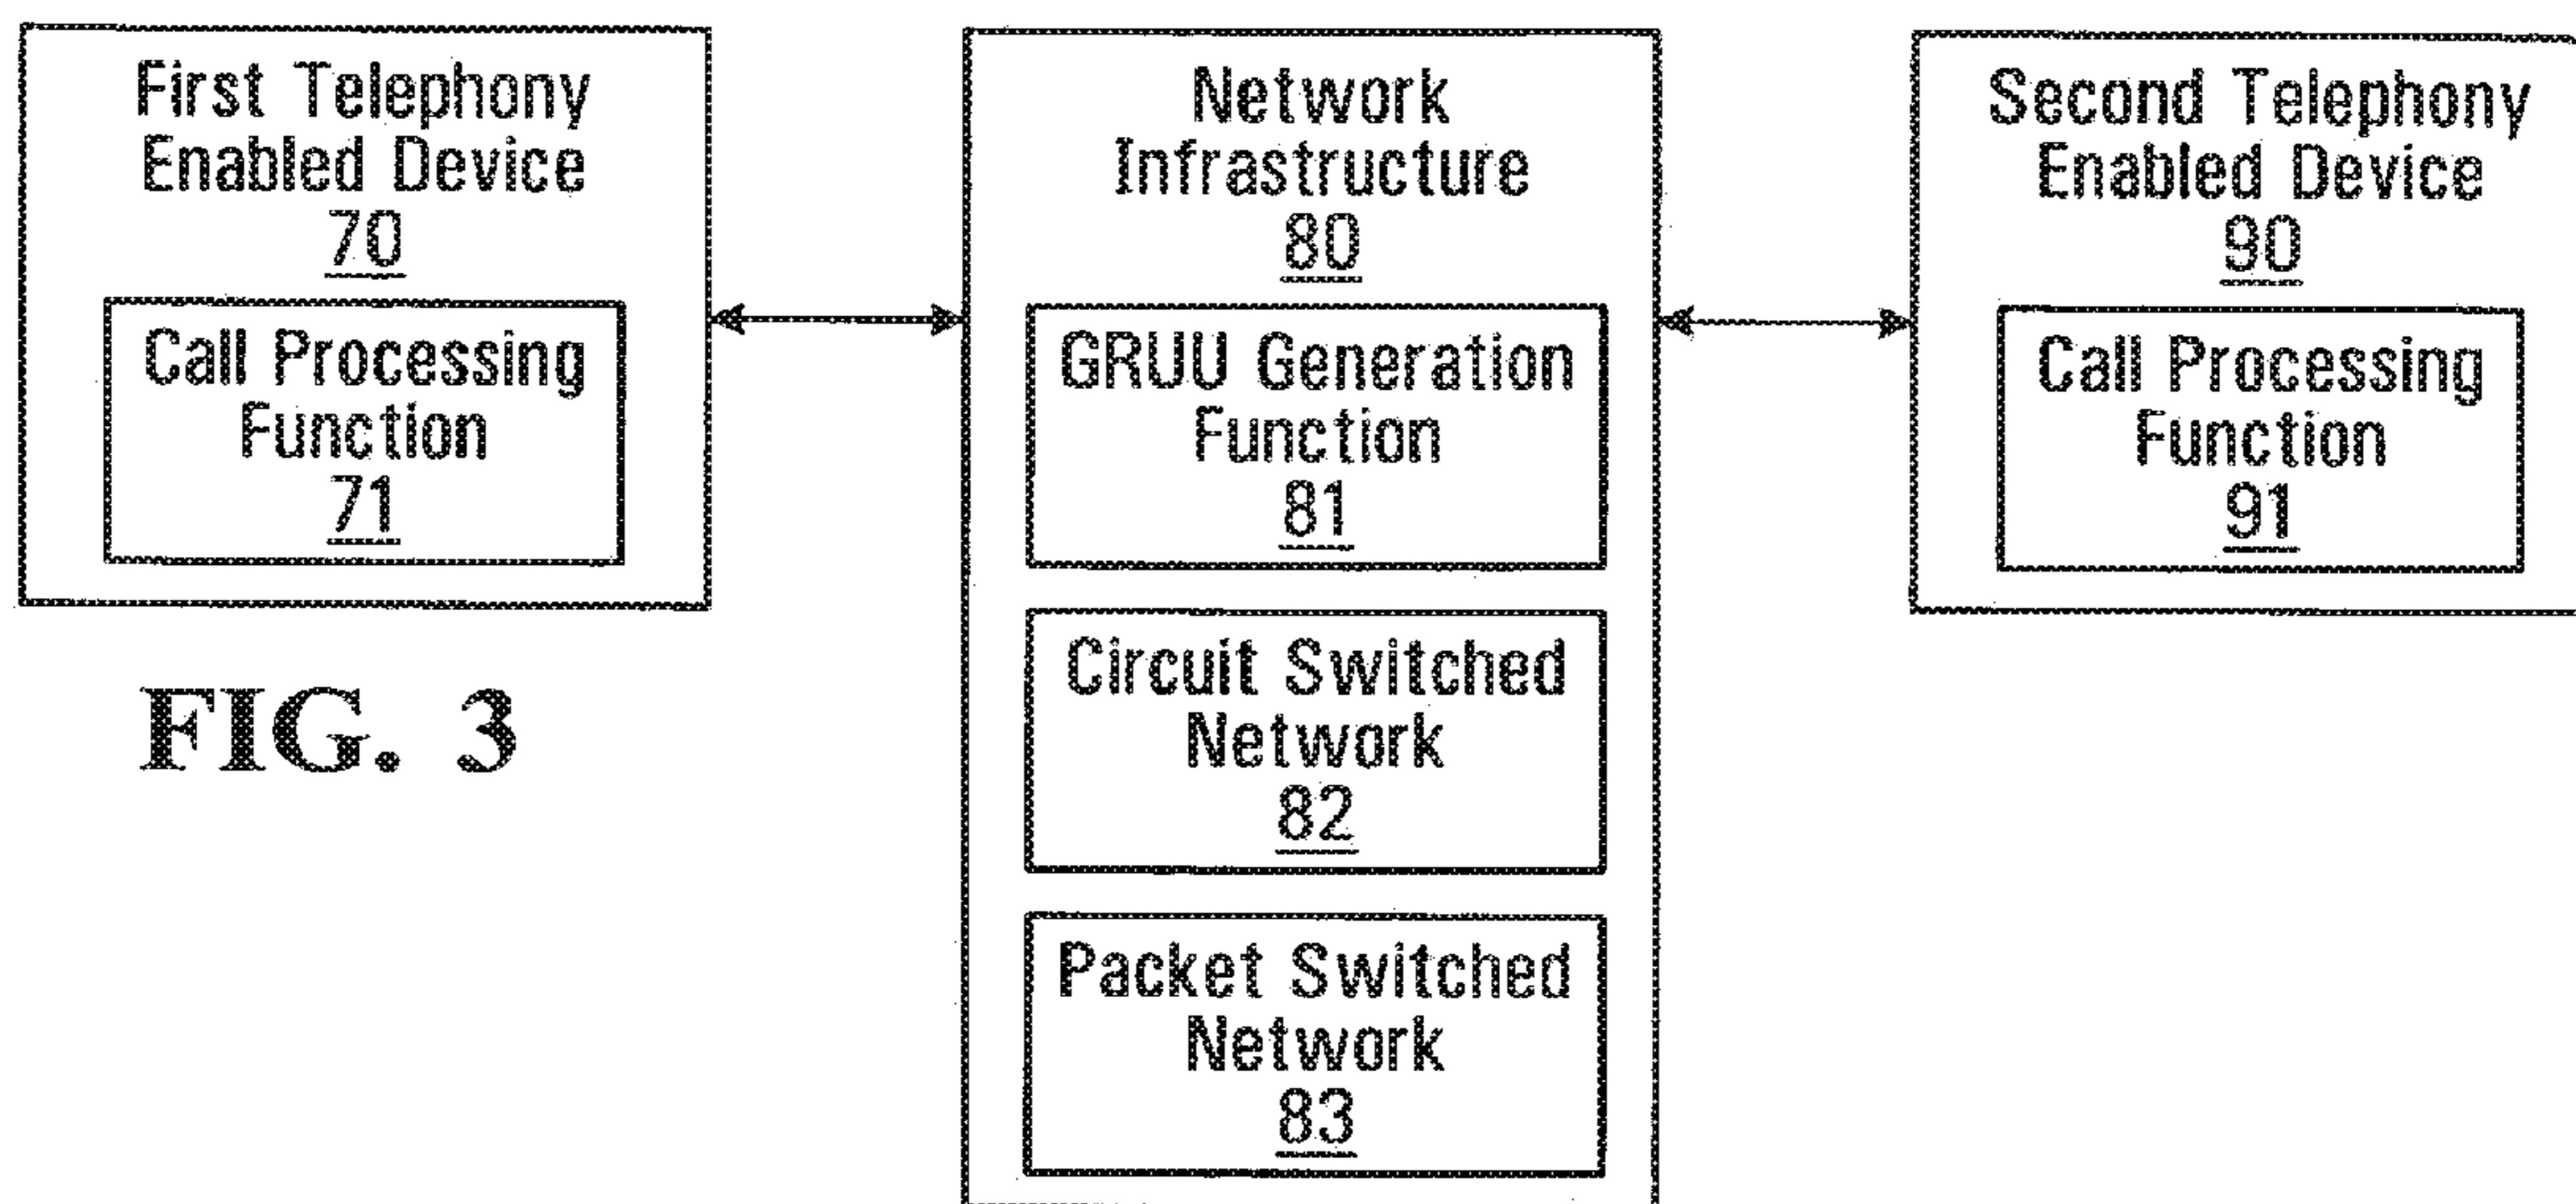 First Telephony
Enabled Device
70
Call Processing
Function
71
FIG. 3
Network
Infrastructure
80
GRUU Generation
Function
81
Circuit Switched
Network
82
Packet Switched
Network
83
Second Telephony
Enabled Device
90
Call Processing
Function
91